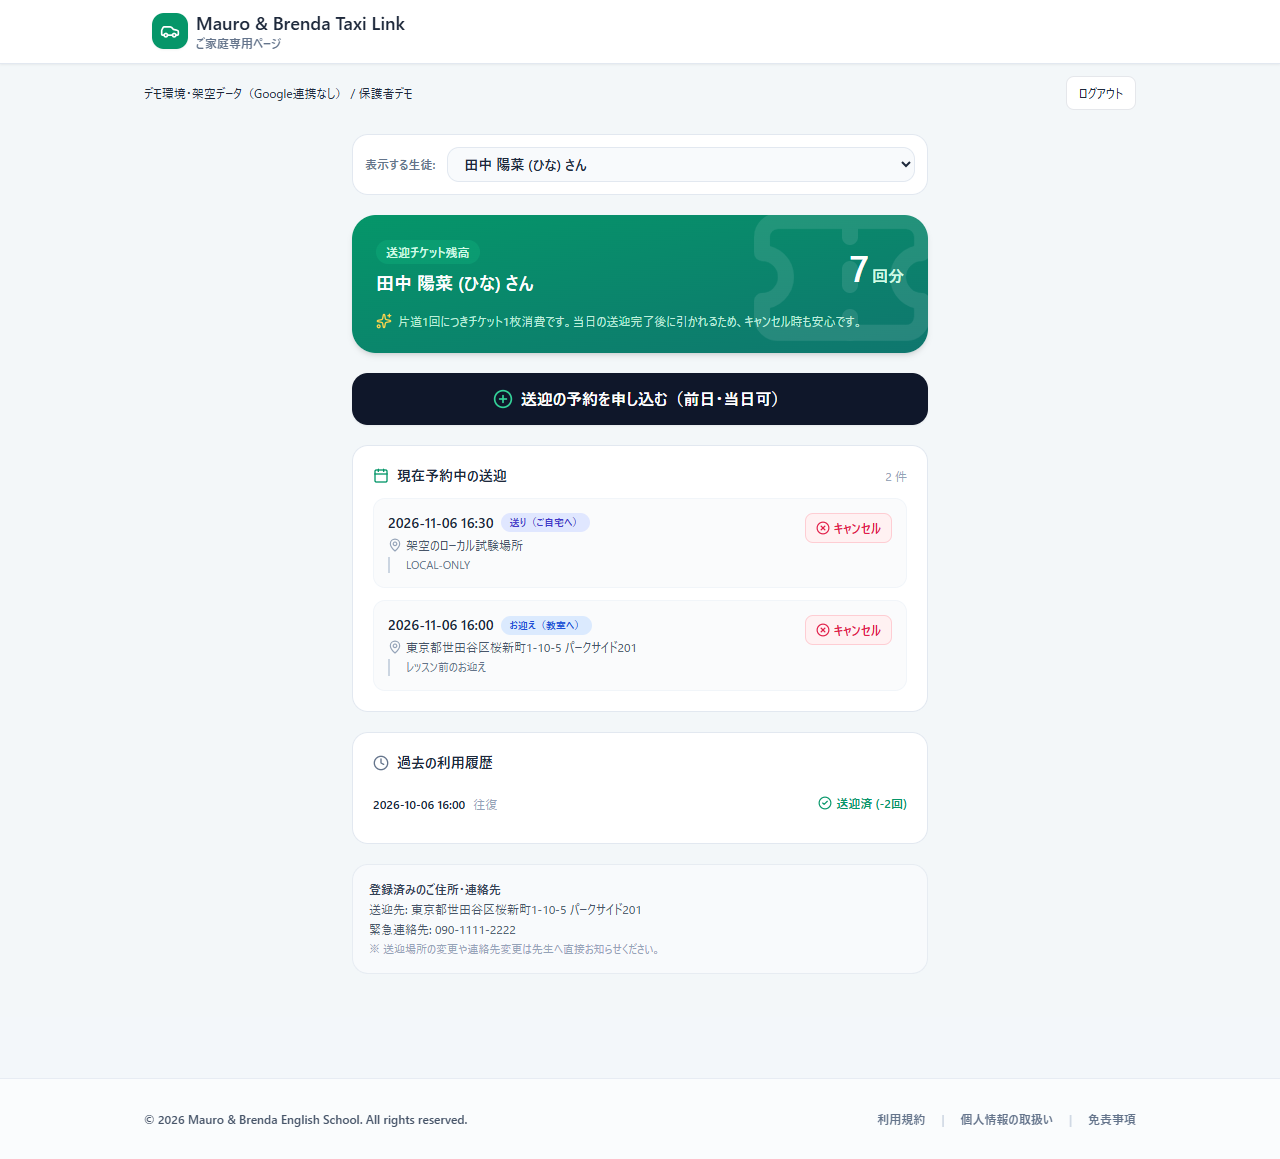 Mauro & Brenda Taxi Link
ご家庭専用ページ
デモ環境・架空データ（Google連携なし） / 保護者デモ
ログアウト
表示する生徒:
田中 陽菜 (ひな) さん
送迎チケット残高
田中 陽菜 (ひな) さん
7 回分
片道1回につきチケット1枚消費です。当日の送迎完了後に引かれるため、キャンセル時も安心です。
送迎の予約を申し込む（前日・当日可）
現在予約中の送迎
2 件
2026-11-06 16:30 送り（ご自宅へ）
キャンセル
架空のローカル試験場所
LOCAL-ONLY
2026-11-06 16:00 お迎え（教室へ）
キャンセル
東京都世田谷区桜新町1-10-5 パークサイド201
レッスン前のお迎え
過去の利用履歴
2026-10-06 16:00 往復
送迎済 (-2回)
登録済みのご住所・連絡先
送迎先: 東京都世田谷区桜新町1-10-5 パークサイド201
緊急連絡先: 090-1111-2222
※ 送迎場所の変更や連絡先変更は先生へ直接お知らせください。
© 2026 Mauro & Brenda English School. All rights reserved.
利用規約 | 個人情報の取扱い | 免責事項